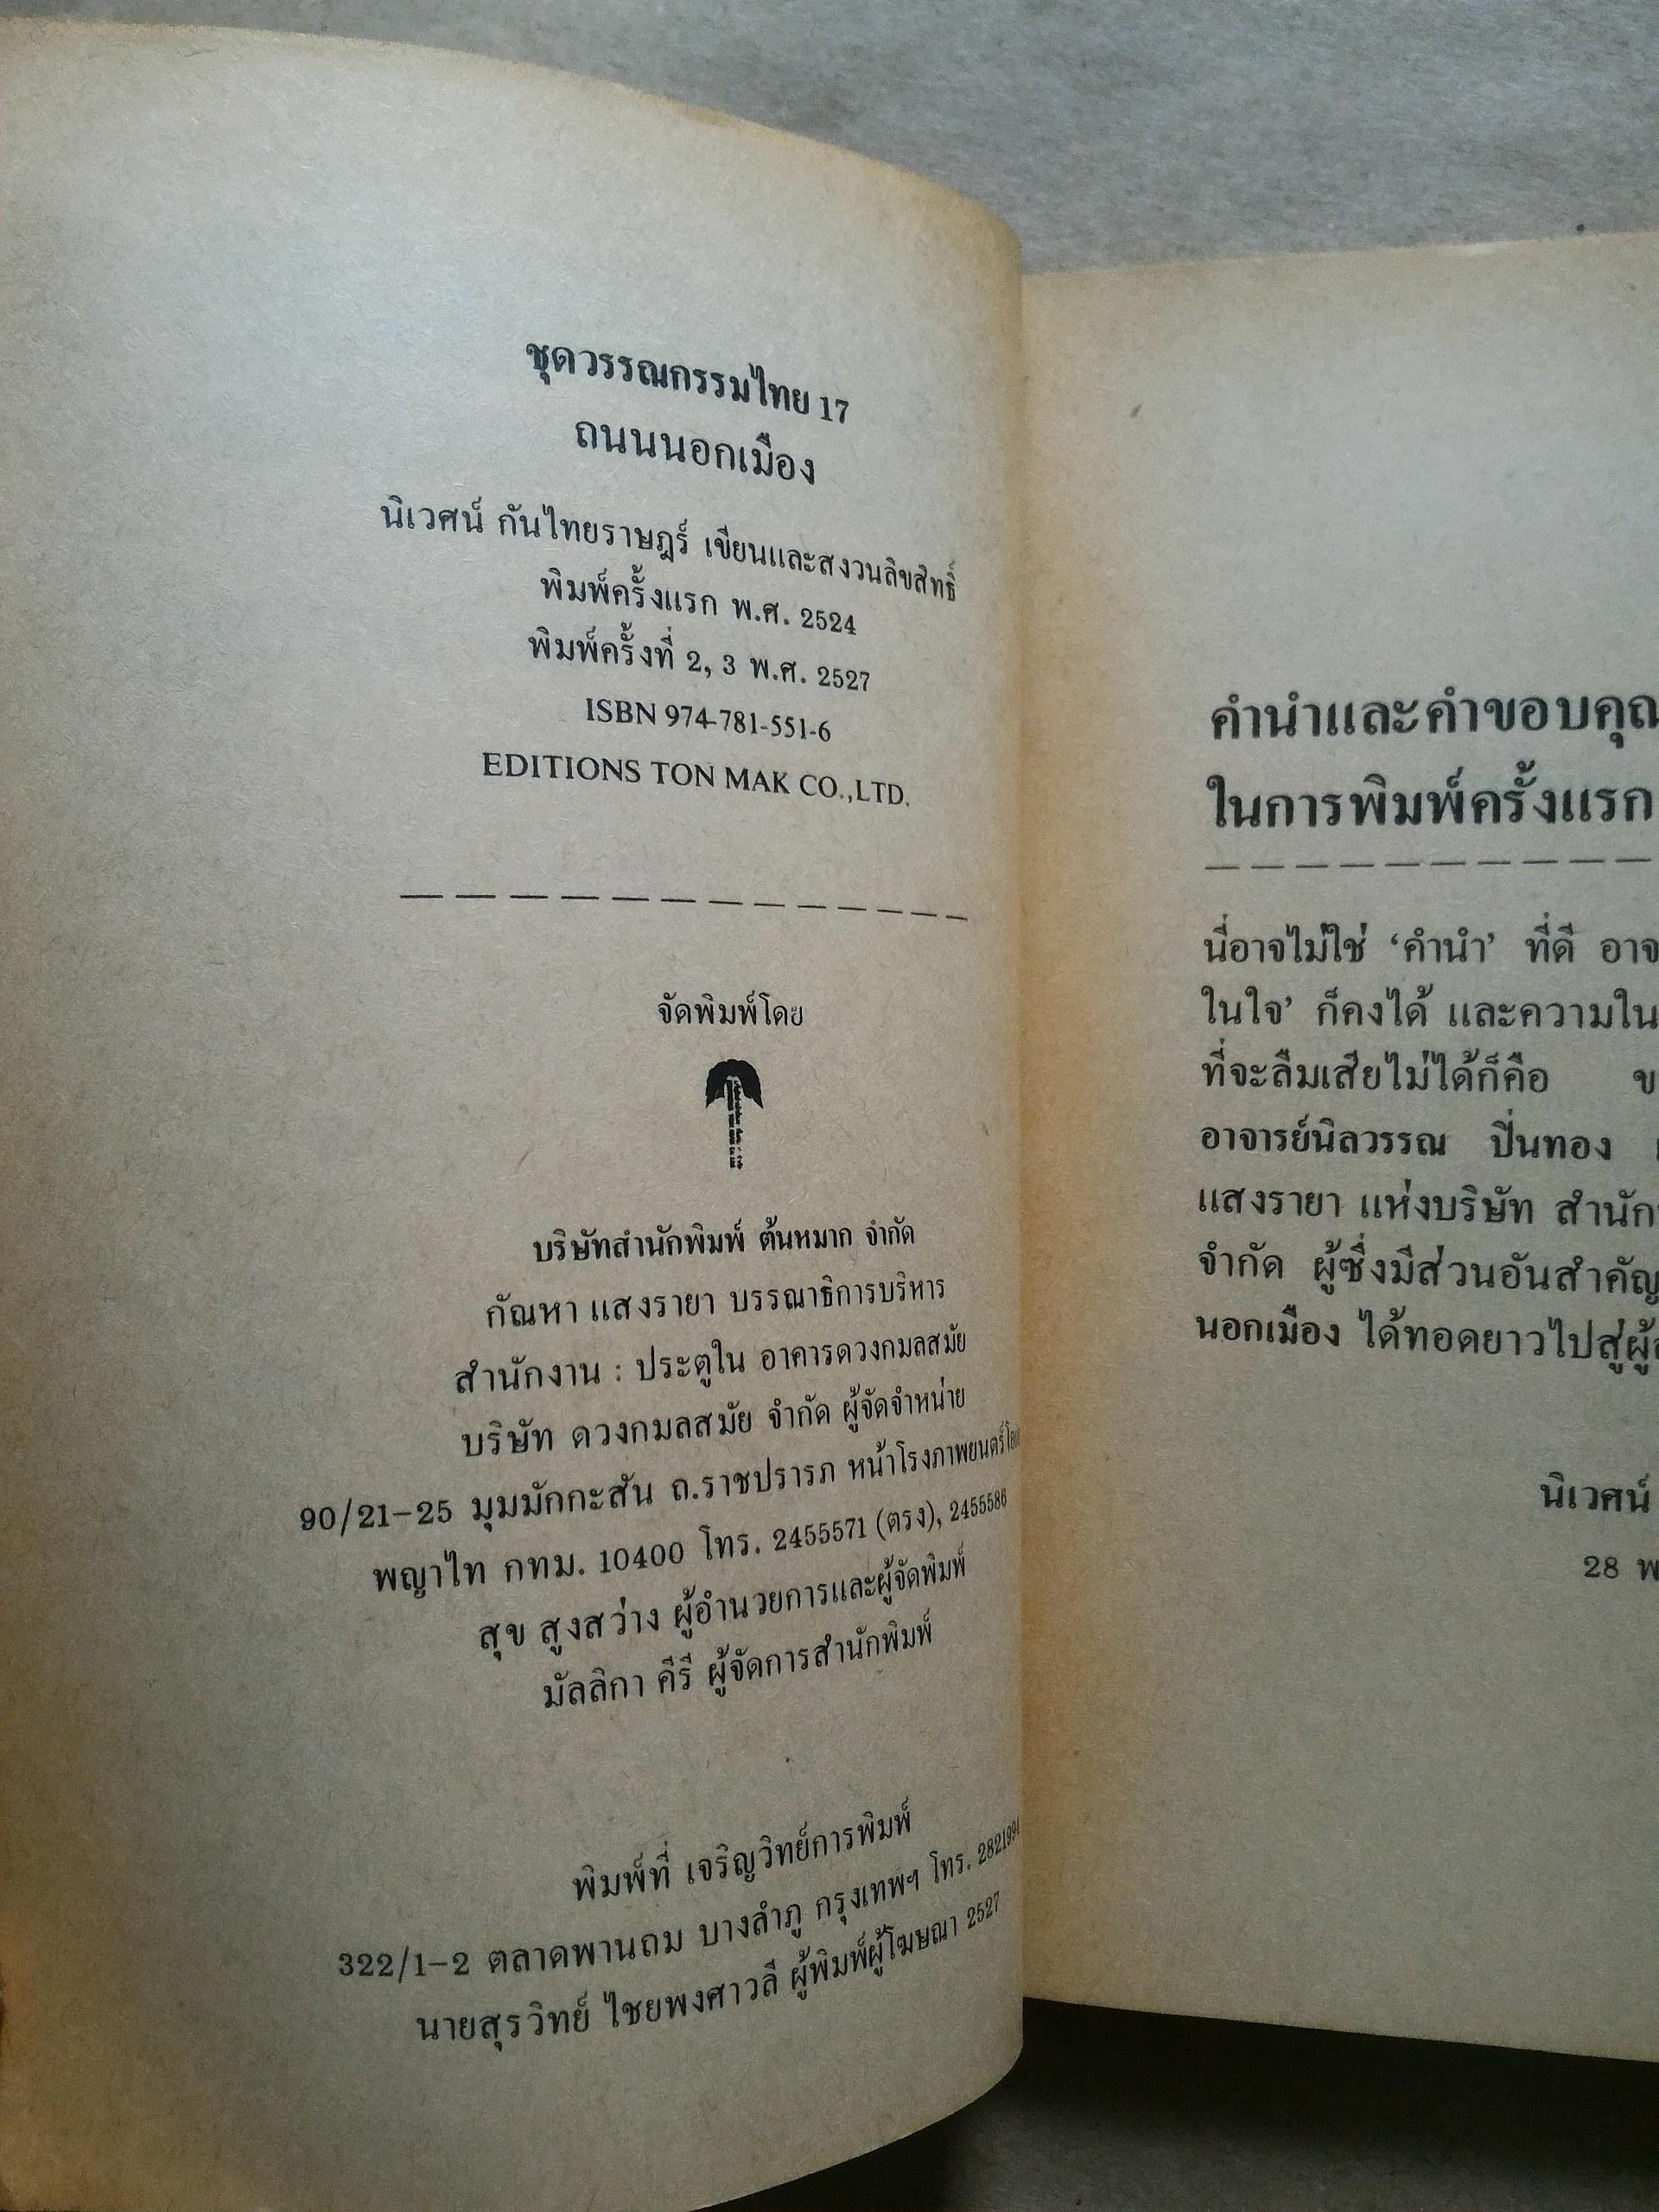 ชุดวรรณกรรมไทย 17
ถนนนอกเมือง
นิเวศน์ กันไทยราษฎร์ เขียนและสงวนลิขสิทธิ์
พิมพ์ครั้งแรก พ.ศ. 2524
พิมพ์ครั้งที่ 2, 3 พ.ศ. 2527
ISBN 974-781-551-6
EDITIONS TON MAK CO.,LTD.
จัดพิมพ์โดย
บริษัทสำนักพิมพ์ ต้นหมาก จำกัด
กัณหา แสงรายา บรรณาธิการบริหาร
สำนักงาน : ประตูใน อาคารดวงกมลสมัย
บริษัท ดวงกมลสมัย จำกัด ผู้จัดจำหน่าย
90/21-25 มุมมักกะสัน ถ.ราชปรารภ หน้าโรงภาพยนตร์
พญาไท กทม. 10400 โทร. 2455571 (ตรง), 2455586
สุข สูงสว่าง ผู้อำนวยการและผู้จัดพิมพ์
มัลลิกา คีรี ผู้จัดการสำนักพิมพ์
พิมพ์ที่ เจริญวิทย์การพิมพ์
322/1-2 ตลาดพานถม บางลำภู กรุงเทพฯ โทร.
นายสุรวิทย์ ไชยพงศาวลี ผู้พิมพ์ผู้โฆษณา 2527
คำนำและคำขอบคุณ
ในการพิมพ์ครั้งแรก
นี่อาจไม่ใช่ ‘คำนำ’ ที่ดี อาจ
ในใจ’ ก็คงได้ และความใน
ที่จะลืมเสียไม่ได้ก็คือ ข
อาจารย์นิลวรรณ ปิ่นทอง
แสงรายา แห่งบริษัท สำนัก
จำกัด ผู้ซึ่งมีส่วนอันสำคัญ
นอกเมือง ได้ทอดยาวไปสู่
นิเวศน์
28 พ